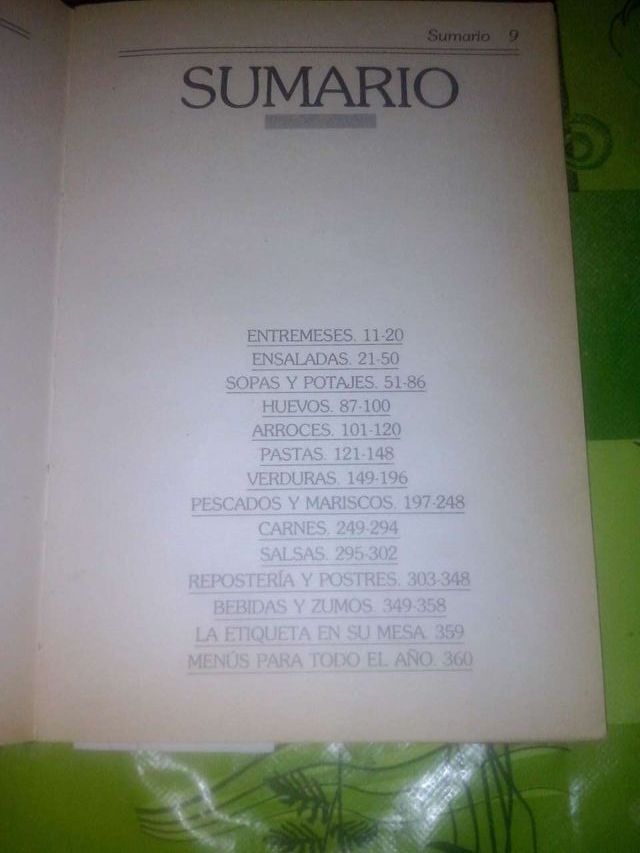 Sumario 9
SUMARIO
ENTREMESES. 11-20
ENSALADAS. 21-50
SOPAS Y POTAJES. 51-86
HUEVOS. 87-100
ARROCES. 101-120
PASTAS. 121-148
VERDURAS. 149-196
PESCADOS Y MARISCOS. 197-248
CARNES. 249-294
SALSAS. 295-302
REPOSTERÍA Y POSTRES. 303-348
BEBIDAS Y ZUMOS. 349-358
LA ETIQUETA EN SU MESA. 359
MENÚS PARA TODO EL AÑO. 360